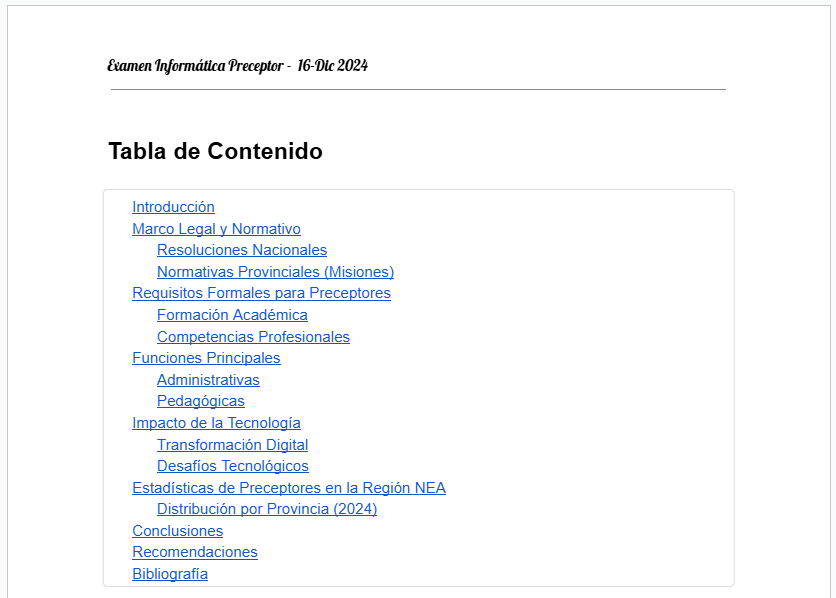 Examen Informática Preceptor - 16-Dic 2024
Tabla de Contenido
Introducción
Marco Legal y Normativo
Resoluciones Nacionales
Normativas Provinciales (Misiones)
Requisitos Formales para Preceptores
Formación Académica
Competencias Profesionales
Funciones Principales
Administrativas
Pedagógicas
Impacto de la Tecnología
Transformación Digital
Desafíos Tecnológicos
Estadísticas de Preceptores en la Región NEA
Distribución por Provincia (2024)
Conclusiones
Recomendaciones
Bibliografía